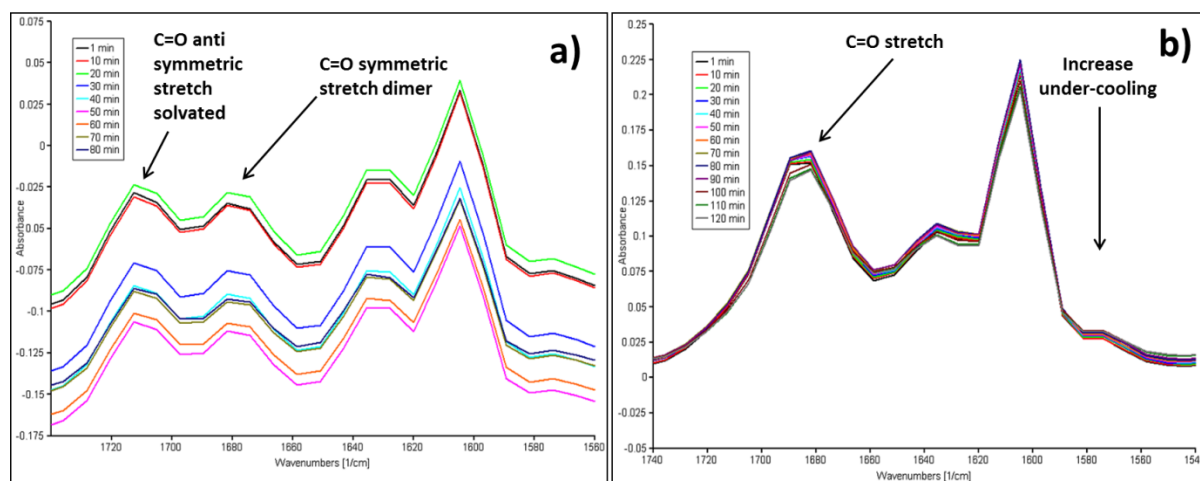 a)
C=O anti
symmetric
stretch
solvated
C=O symmetric
stretch dimer
1 min
10 min
20 min
30 min
40 min
50 min
60 min
70 min
80 min
0.075
0.05
0.025
0
-0.025
0.05
-0.075
-0.1
-0.125
-0.15
-0.175
Absorbance
1720 1700 1680 1660 1640 1620 1600 1580 1560
Wavenumbers [1/cm]
b)
C=O stretch
Increase
under-cooling
1 min
10 min
20 min
30 min
40 min
50 min
60 min
70 min
80 min
90 min
100 min
110 min
120 min
0.25
0.225
0.2
0.175
0.15
0.125
0.1
0.075
0.05
0.025
0
-0.025
-0.05
Absorbance
1740 1720 1700 1680 1660 1640 1620 1600 1580 1560 154
Wavenumbers [1/cm]